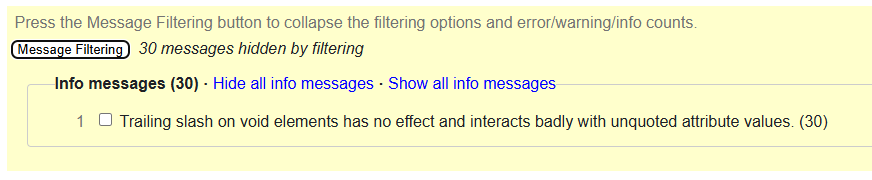 Press the Message Filtering button to collapse the filtering options and error/warning/info counts.
Message Filtering 30 messages hidden by filtering
Info messages (30) · Hide all info messages · Show all info messages
1 Trailing slash on void elements has no effect and interacts badly with unquoted attribute values. (30)